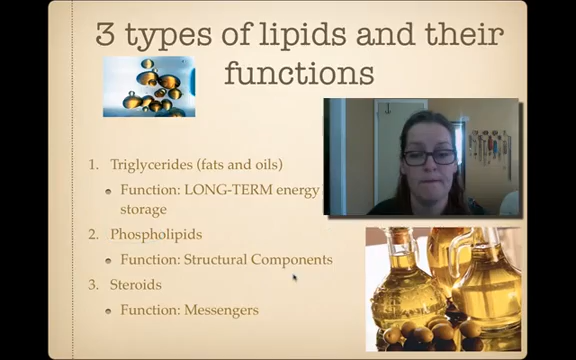 3 types of lipids and their
functions
1. Triglycerides (fats and oils)
Function: LONG-TERM energy
storage
2. Phospholipids
Function: Structural Components
3. Steroids
Function: Messengers